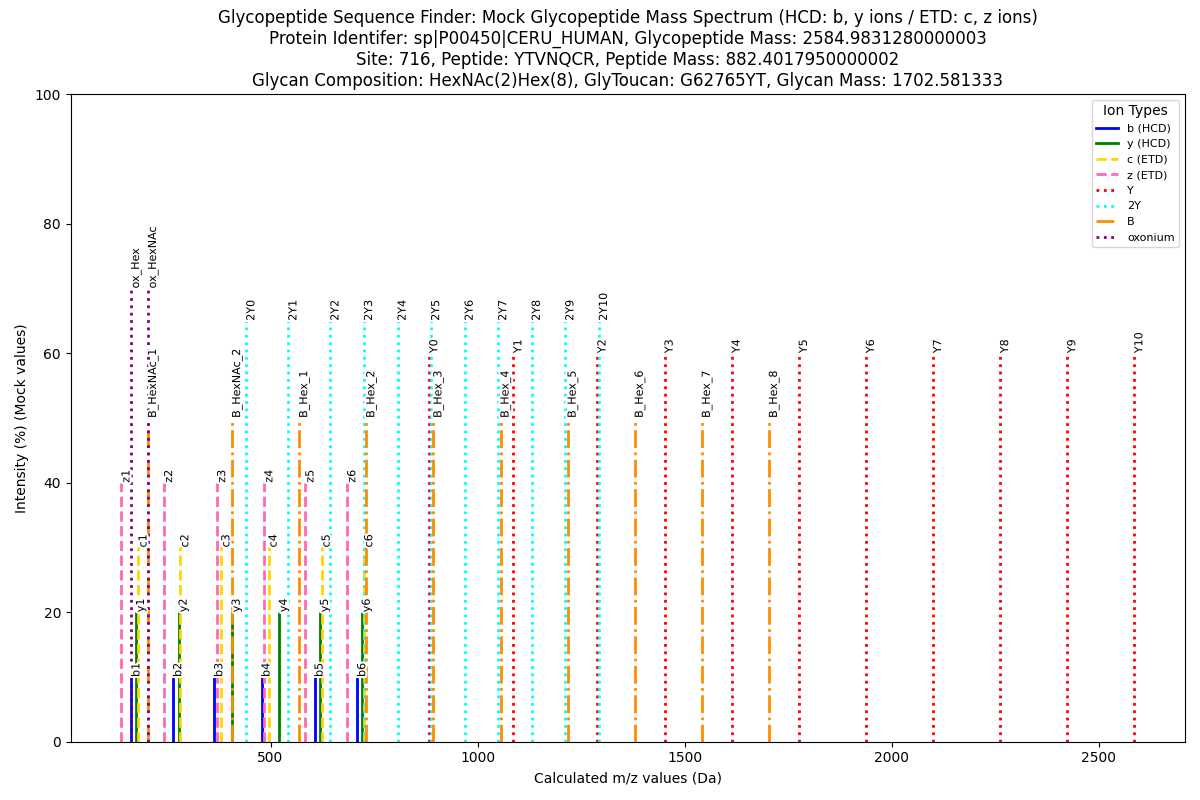 Glycopeptide Sequence Finder: Mock Glycopeptide Mass Spectrum (HCD: b, y ions / ETD: c, z ions)
Protein Identifer: sp|P00450|CERU_HUMAN, Glycopeptide Mass: 2584.9831280000003
Site: 716, Peptide: YTVNQCR, Peptide Mass: 882.4017950000002
Glycan Composition: HexNAc(2)Hex(8), GlyToucan: G62765YT, Glycan Mass: 1702.581333
Intensity (%) (Mock values)
100
80
60
40
20
0
Ion Types
b (HCD)
y (HCD)
c (ETD)
z (ETD)
Y
2Y
B
oxonium
ox_Hex
ox_HexNAc
2Y0
2Y1
2Y2
2Y3
2Y4
2Y5
2Y6
2Y7
2Y8
2Y9
2Y10
Y0
Y1
Y2
Y3
Y4
Y5
Y6
Y7
Y8
Y9
Y10
B_HexNAc_1
B_HexNAc_2
B_Hex_1
B_Hex_2
B_Hex_3
B_Hex_4
B_Hex_5
B_Hex_6
B_Hex_7
B_Hex_8
z1
z2
z3
z4
z5
z6
c1
c2
c3
c4
c5
c6
y1
y2
y3
y4
y5
y6
b1
b2
b3
b4
b5
b6
500
1000
1500
2000
2500
Calculated m/z values (Da)